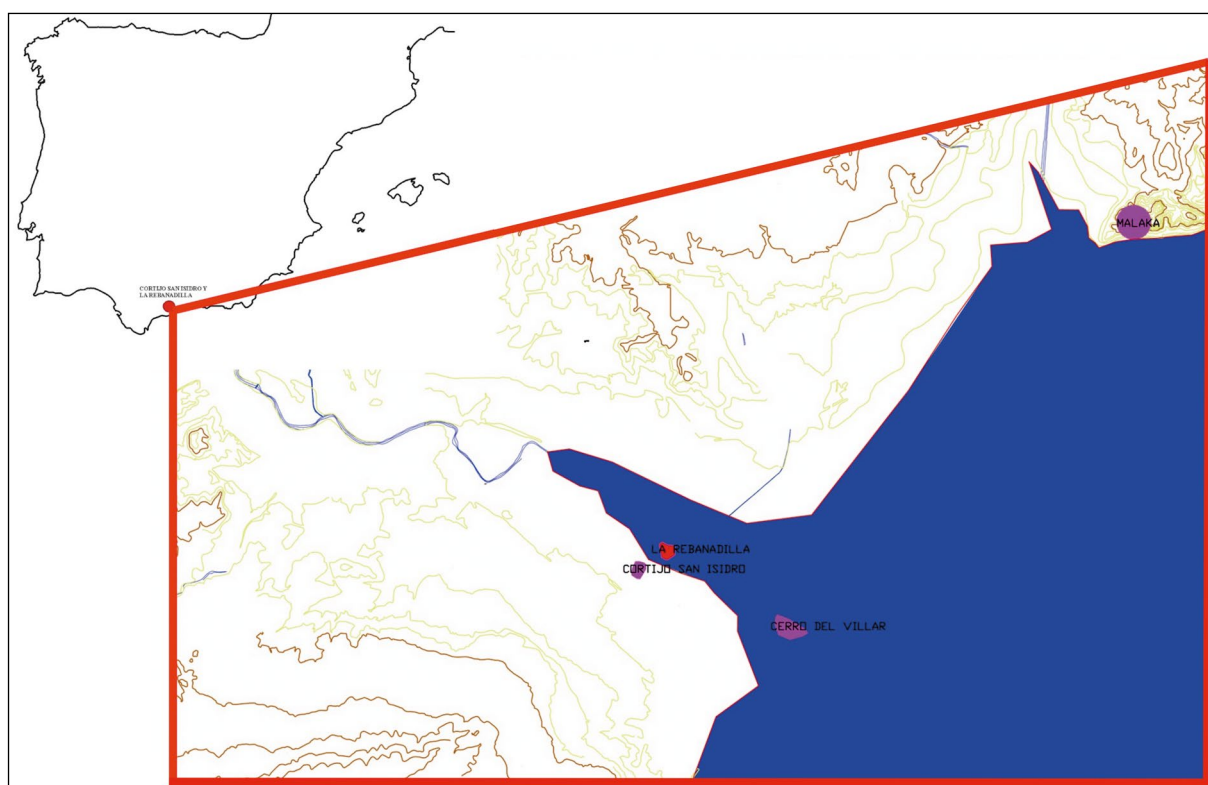 CORTIJO SAN ISIDRO Y
LA REBANADILLA
MALAKA
LA REBANADILLA
CORTIJO SAN ISIDRO
CERRO DEL VILLAR